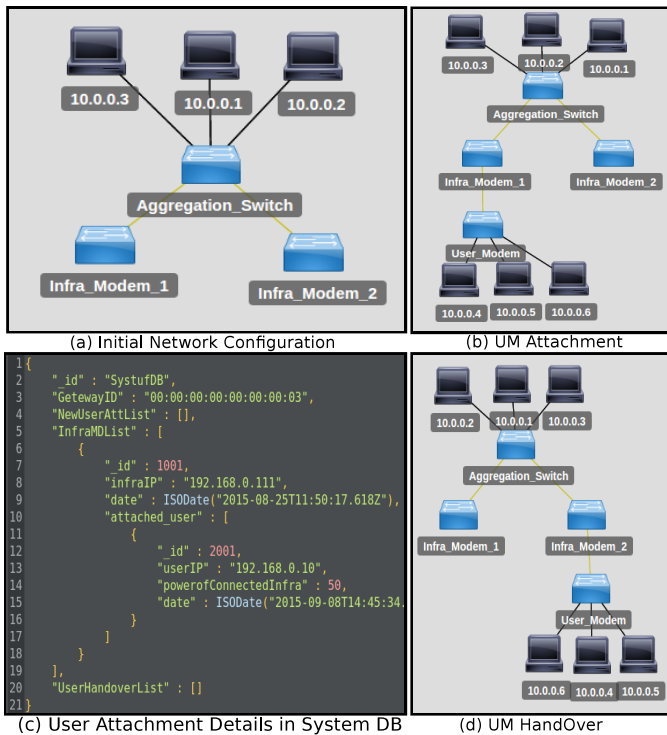 10.0.0.3
10.0.0.1
10.0.0.2
Aggregation_Switch
Infra_Modem_1
Infra_Modem_2
(a) Initial Network Configuration
10.0.0.3
10.0.0.2
10.0.0.1
Aggregation_Switch
Infra_Modem_1
Infra_Modem_2
User_Modem
10.0.0.4
10.0.0.5
10.0.0.6
(b) UM Attachment
1 {
2 "_id" : "SystufDB",
3 "GetewayID" : "00:00:00:00:00:00:00:03",
4 "NewUserAttList" : [],
5 "InfraMDList" : [
6 {
7 "_id" : 1001,
8 "infraIP" : "192.168.0.111",
9 "date" : ISODate("2015-08-25T11:50:17.618Z"),
10 "attached_user" : [
11 {
12 "_id" : 2001,
13 "userIP" : "192.168.0.10",
14 "powerofConnectedInfra" : 50,
15 "date" : ISODate("2015-09-08T14:45:34.
16 }
17 ]
18 }
19 ],
20 "UserHandoverList" : []
21 }
(c) User Attachment Details in System DB
10.0.0.2
10.0.0.1
10.0.0.3
Aggregation_Switch
Infra_Modem_1
Infra_Modem_2
User_Modem
10.0.0.6
10.0.0.4
10.0.0.5
(d) UM HandOver